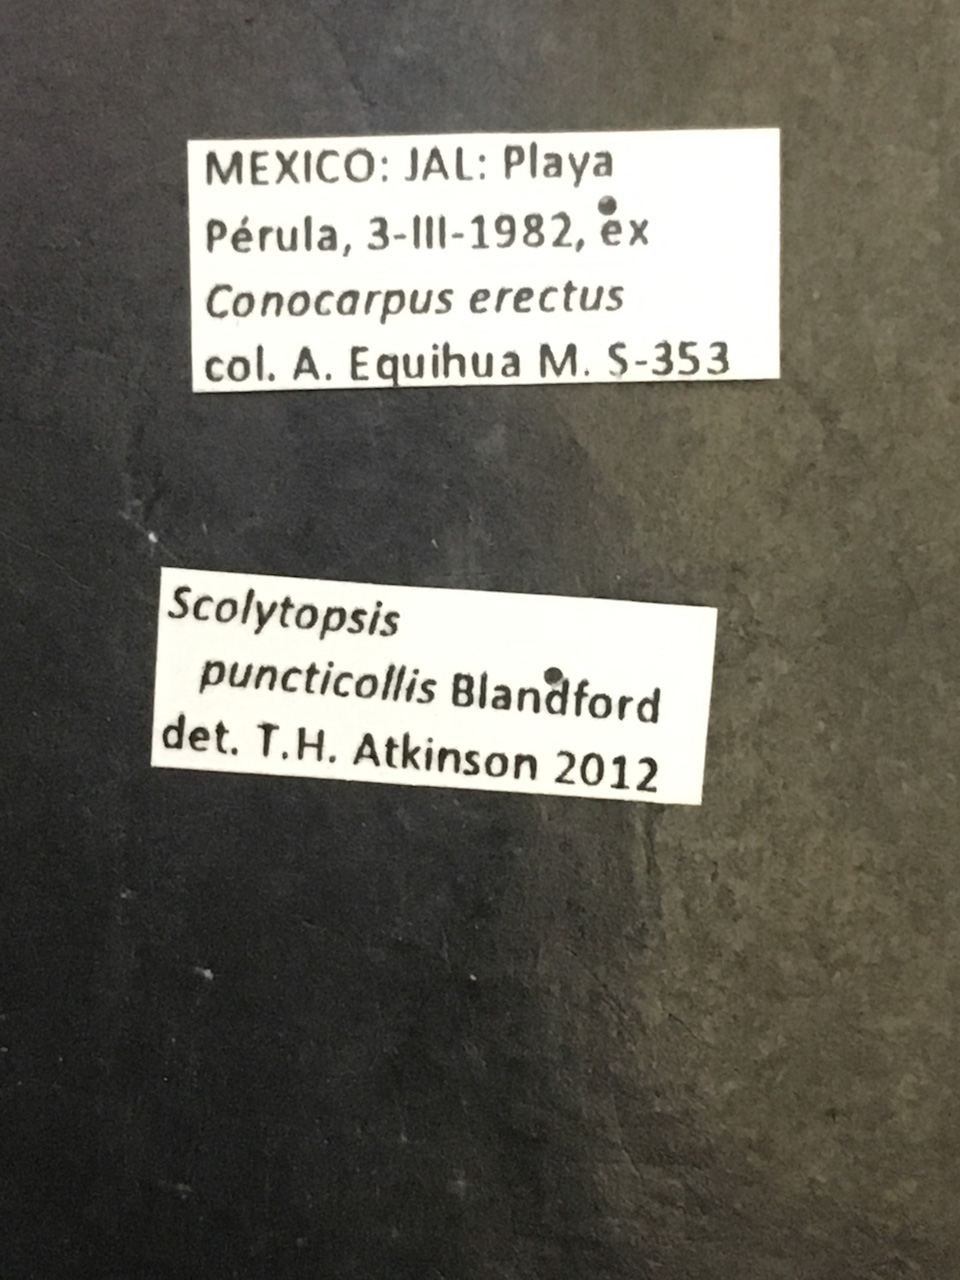 MEXICO: JAL: Playa
Pérula, 3-III-1982, ex
Conocarpus erectus
col. A. Equihua M. S-353
Scolytopsis
puncticollis Blandford
det. T.H. Atkinson 2012